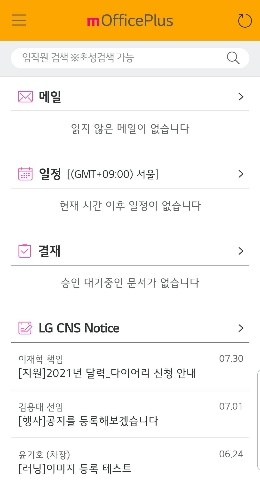 mOfficePlus
임직원 검색 ※초성검색 가능
메일
읽지 않은 메일이 없습니다
일정 [(GMT+09:00) 서울]
현재 시간 이후 일정이 없습니다
결재
승인 대기중인 문서가 없습니다
LG CNS Notice
이재혁 책임 07.30
[지원]2021년 달력_다이어리 신청 안내
김용대 선임 07.01
[행사]공지를 등록해보겠습니다
윤기호 (차장) 06.24
[러닝]이미지 등록 테스트